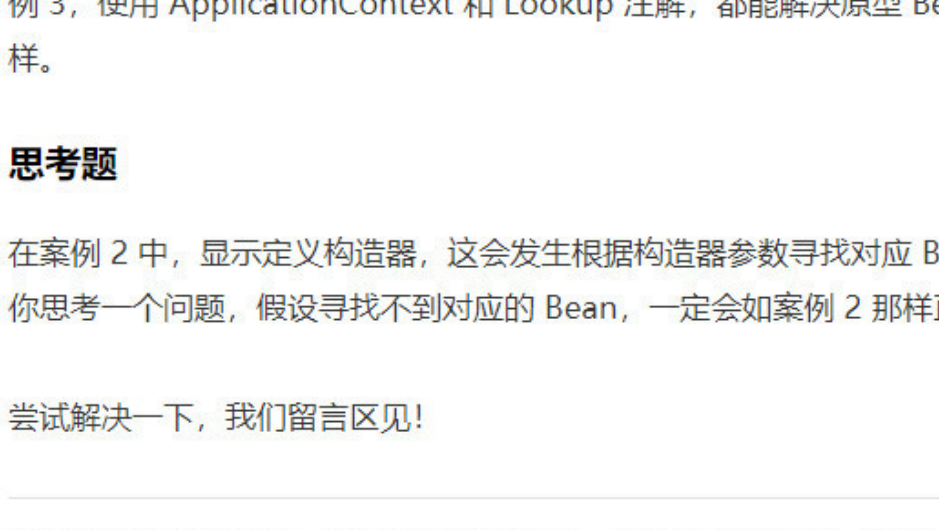 例 3，使用 ApplicationContext 和 Lookup 注解，都能解决原型
样。
思考题
在案例 2 中，显示定义构造器，这会发生根据构造器参数寻找对应
你思考一个问题，假设寻找不到对应的 Bean，一定会如案例 2 那样
尝试解决一下，我们留言区见！